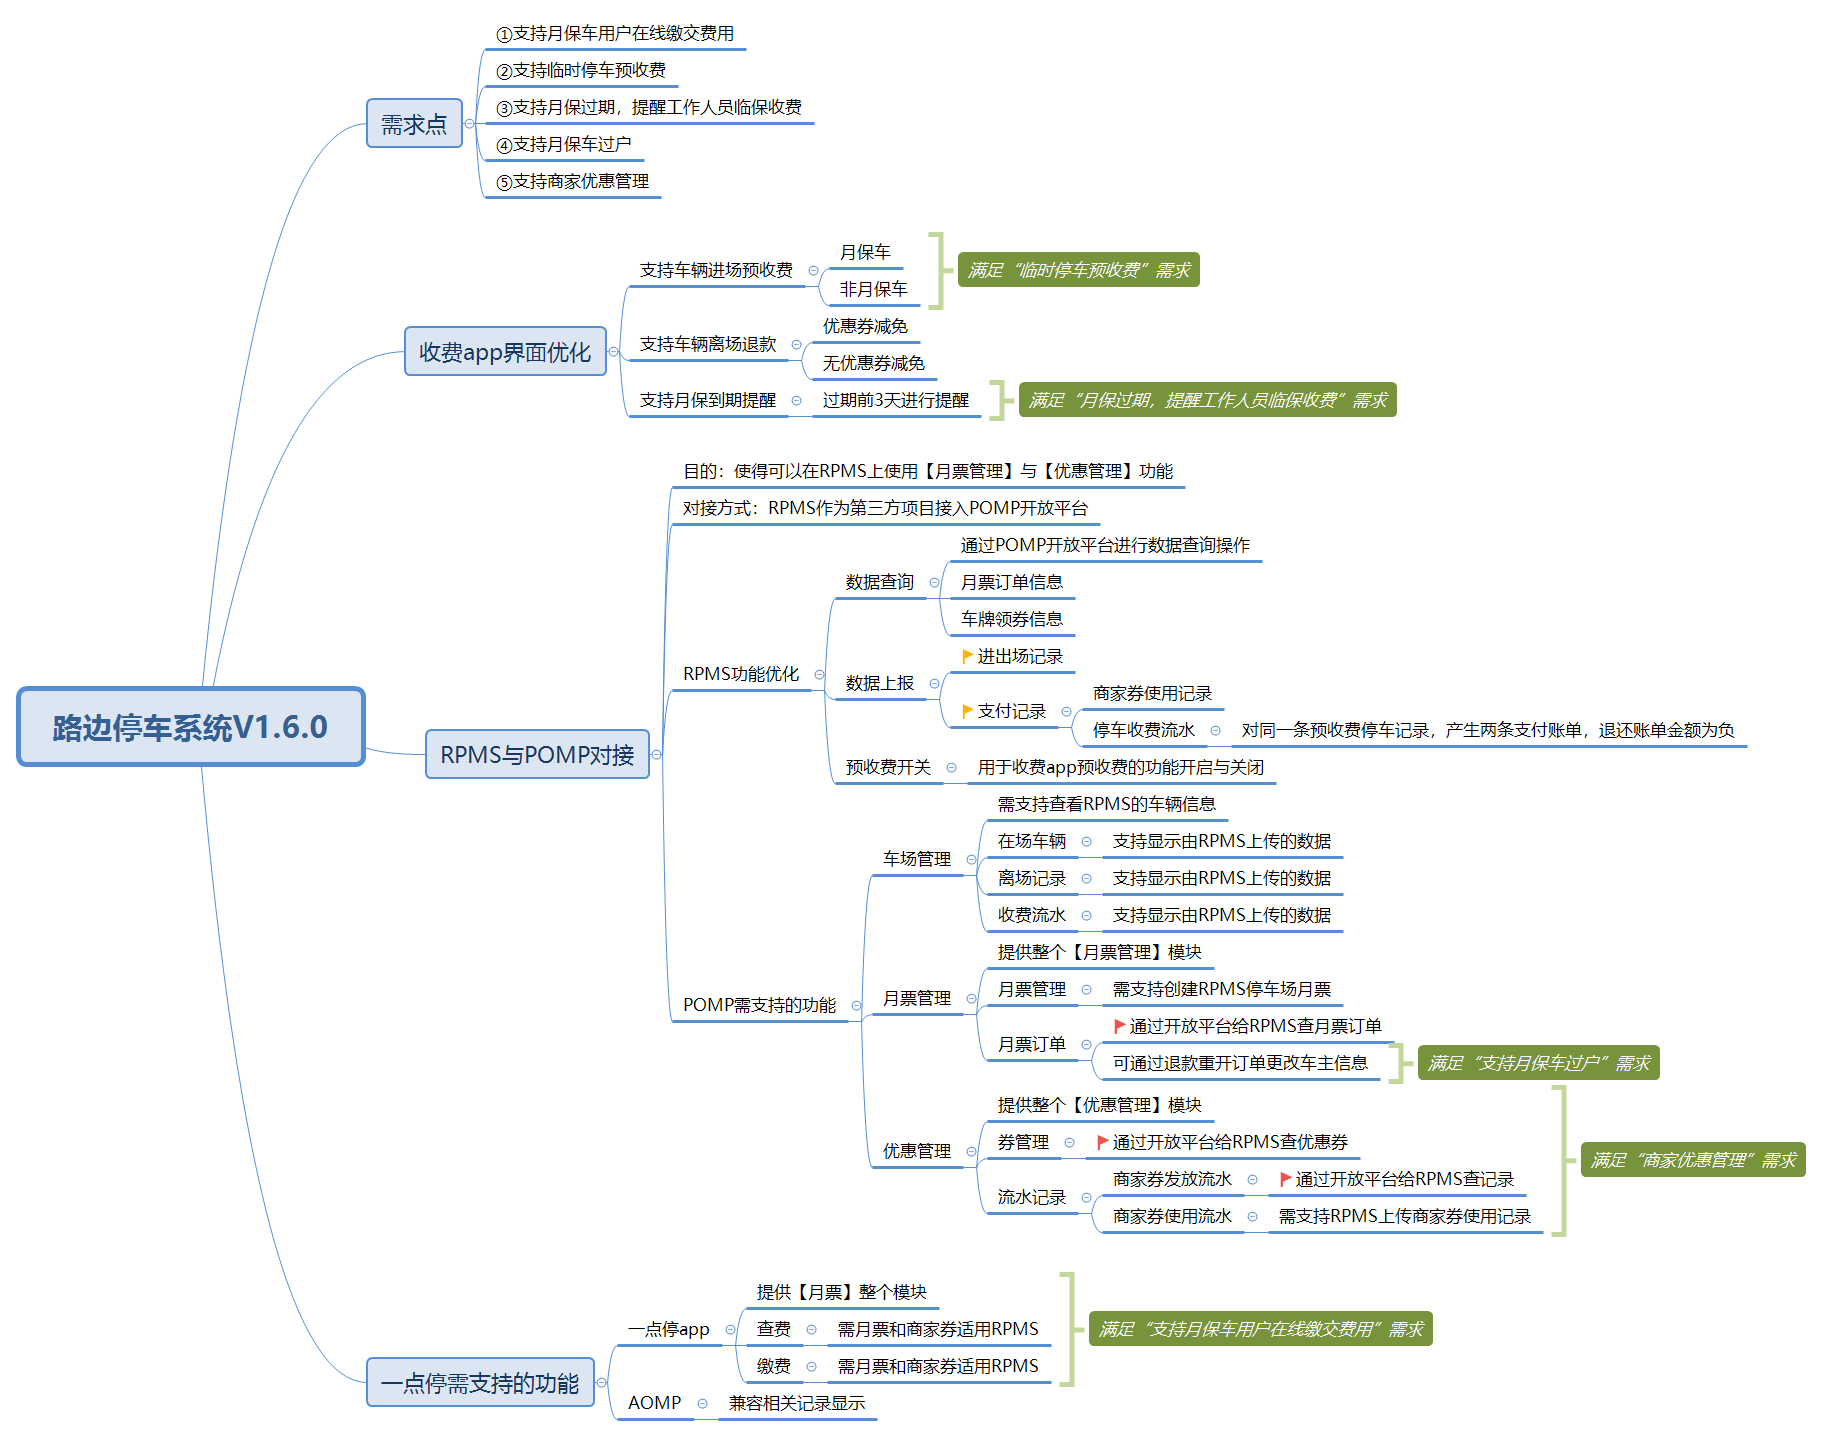 路边停车系统V1.6.0
需求点
①支持月保车用户在线缴交费用
②支持临时停车预收费
③支持月保过期，提醒工作人员临保收费
④支持月保车过户
⑤支持商家优惠管理
收费app界面优化
支持车辆进场预收费
月保车
非月保车
满足“临时停车预收费”需求
支持车辆离场退款
优惠券减免
无优惠券减免
支持月保到期提醒
过期前3天进行提醒
满足“月保过期，提醒工作人员临保收费”需求
RPMS与POMP对接
目的：使得可以在RPMS上使用【月票管理】与【优惠管理】功能
对接方式：RPMS作为第三方项目接入POMP开放平台
RPMS功能优化
数据查询
通过POMP开放平台进行数据查询操作
月票订单信息
车牌领券信息
数据上报
进出场记录
支付记录
商家券使用记录
停车收费流水
对同一条预收费停车记录，产生两条支付账单，退还账单金额为负
预收费开关
用于收费app预收费的功能开启与关闭
POMP需支持的功能
车场管理
需支持查看RPMS的车辆信息
在场车辆
支持显示由RPMS上传的数据
离场记录
支持显示由RPMS上传的数据
收费流水
支持显示由RPMS上传的数据
月票管理
提供整个【月票管理】模块
月票管理
需支持创建RPMS停车场月票
月票订单
通过开放平台给RPMS查月票订单
可通过退款重开订单更改车主信息
满足“支持月保车过户”需求
优惠管理
提供整个【优惠管理】模块
券管理
通过开放平台给RPMS查优惠券
流水记录
商家券发放流水
通过开放平台给RPMS查记录
商家券使用流水
需支持RPMS上传商家券使用记录
满足“商家优惠管理”需求
一点停需支持的功能
一点停app
提供【月票】整个模块
查费
需月票和商家券适用RPMS
缴费
需月票和商家券适用RPMS
满足“支持月保车用户在线缴交费用”需求
AOMP
兼容相关记录显示